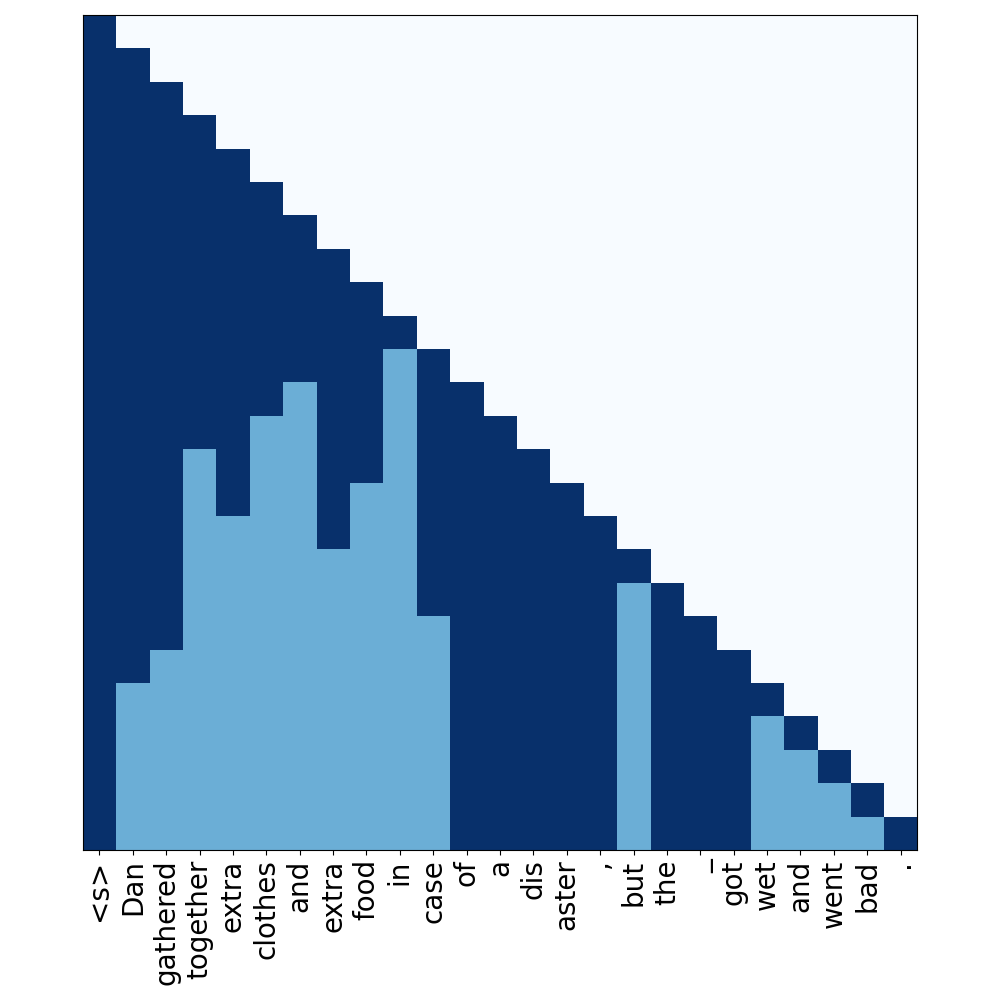 <s> Dan gathered together extra clothes and extra food in case of a dis aster , but the _ got wet and went bad .